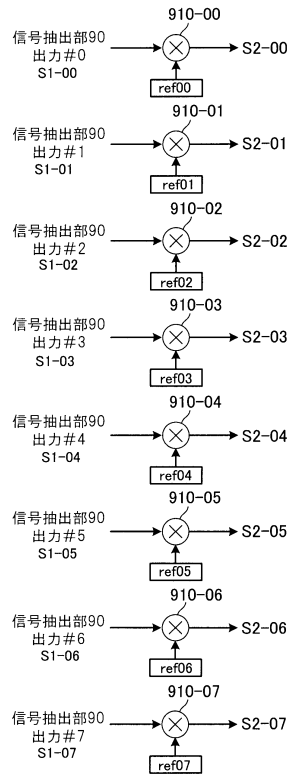 910-00
信号抽出部90
出力#0
S1-00
S2-00
ref00
910-01
信号抽出部90
出力#1
S1-01
S2-01
ref01
910-02
信号抽出部90
出力#2
S1-02
S2-02
ref02
910-03
信号抽出部90
出力#3
S1-03
S2-03
ref03
910-04
信号抽出部90
出力#4
S1-04
S2-04
ref04
910-05
信号抽出部90
出力#5
S1-05
S2-05
ref05
910-06
信号抽出部90
出力#6
S1-06
S2-06
ref06
910-07
信号抽出部90
出力#7
S1-07
S2-07
ref07